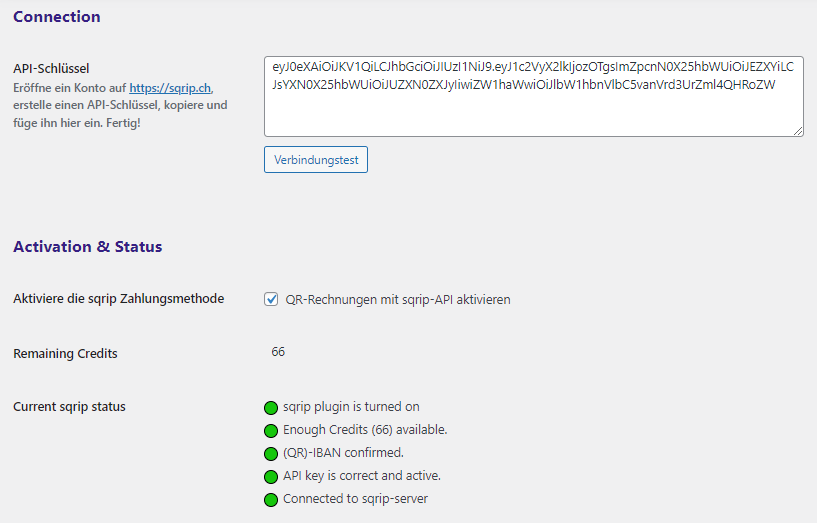 Connection
API-Schlüssel
Eröffne ein Konto auf https://sqrip.ch,
erstelle einen API-Schlüssel, kopiere und
füge ihn hier ein. Fertig!
eyJ0eXAiOiJKV1QiLCJhbGciOiJIUzI1NiJ9.eyJ1c2VyX2lkIjozOTgsImZpcnN0X25hbWUiOiJEZXYiLC
JsYXN0X25hbWUiOiJUZXN0ZXJyIiwiZW1haWwiOiJlbW1hbnVlbC5vanVrd3UrZml4QHRoZW
Verbindungstest
Activation & Status
Aktiviere die sqrip Zahlungsmethode
QR-Rechnungen mit sqrip-API aktivieren
Remaining Credits
66
Current sqrip status
sqrip plugin is turned on
Enough Credits (66) available.
(QR)-IBAN confirmed.
API key is correct and active.
Connected to sqrip-server